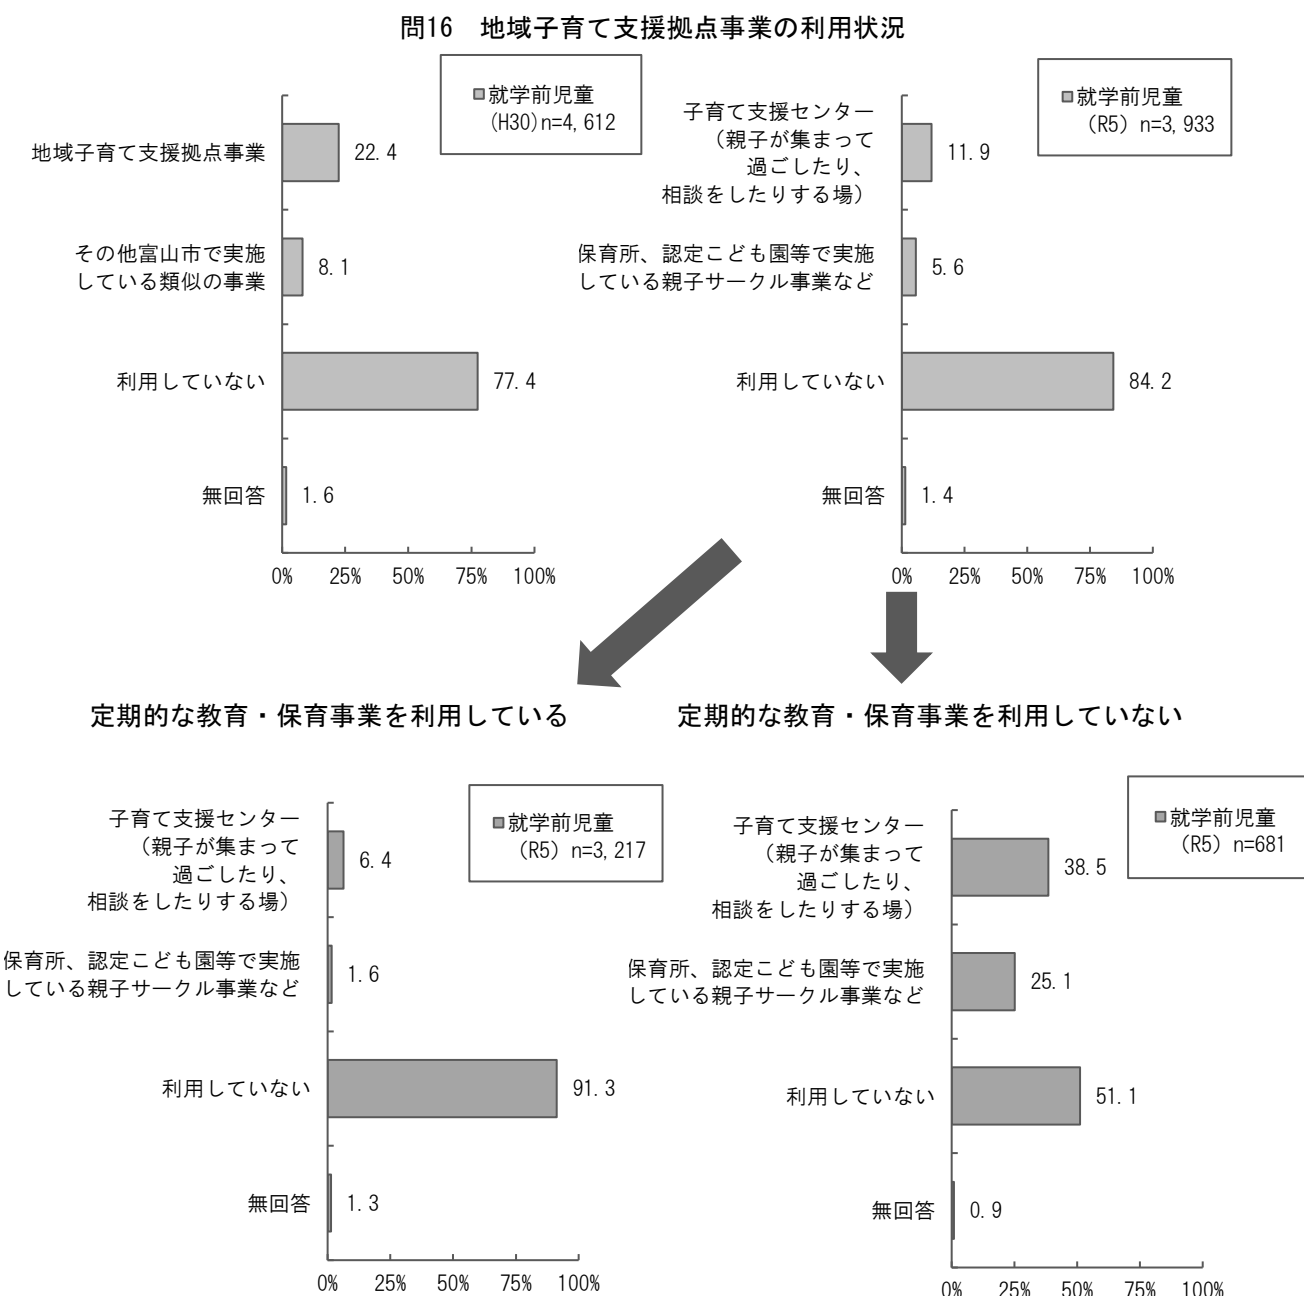 問16　地域子育て支援拠点事業の利用状況
就学前児童
(H30)n=4,612
地域子育て支援拠点事業
22.4
その他富山市で実施
している類似の事業
8.1
利用していない
77.4
無回答
1.6
0% 25% 50% 75% 100%
就学前児童
（R5）n=3,933
子育て支援センター
（親子が集まって
過ごしたり、
相談をしたりする場）
11.9
保育所、認定こども園等で実施
している親子サークル事業など
5.6
利用していない
84.2
無回答
1.4
0% 25% 50% 75% 100%
定期的な教育・保育事業を利用している
就学前児童
（R5）n=3,217
子育て支援センター
（親子が集まって
過ごしたり、
相談をしたりする場）
6.4
保育所、認定こども園等で実施
している親子サークル事業など
1.6
利用していない
91.3
無回答
1.3
0% 25% 50% 75% 100%
定期的な教育・保育事業を利用していない
就学前児童
（R5）n=681
子育て支援センター
（親子が集まって
過ごしたり、
相談をしたりする場）
38.5
保育所、認定こども園等で実施
している親子サークル事業など
25.1
利用していない
51.1
無回答
0.9
0% 25% 50% 75% 100%